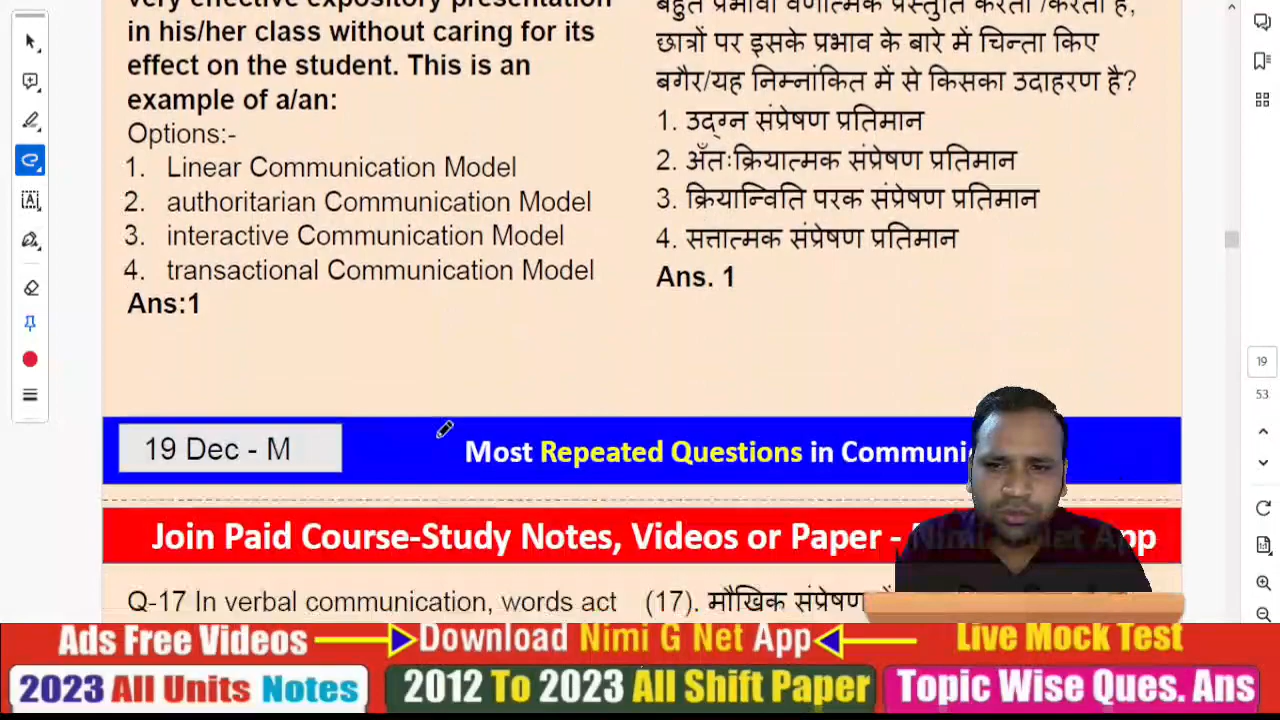 very effective expository presentation
in his/her class without caring for its
effect on the student. This is an
example of a/an:
Options:-
1. Linear Communication Model
2. authoritarian Communication Model
3. interactive Communication Model
4. transactional Communication Model
Ans:1
छात्रों पर इसके प्रभाव के बारे में चिन्ता किए
बगैर/यह निम्नांकित में से किसका उदाहरण है?
1. उद्ग्न संप्रेषण प्रतिमान
2. अँतःक्रियात्मक संप्रेषण प्रतिमान
3. क्रियान्विति परक संप्रेषण प्रतिमान
4. सत्तात्मक संप्रेषण प्रतिमान
Ans. 1
19
53
19 Dec - M
Most Repeated Questions in Communi
Join Paid Course-Study Notes, Videos or Paper - Nimi G Net App
Q-17 In verbal communication, words act
(17). मौखिक संप्रेषण
Ads Free Videos
Download Nimi G Net App
Live Mock Test
2023 All Units Notes
2012 To 2023 All Shift Paper
Topic Wise Ques. Ans